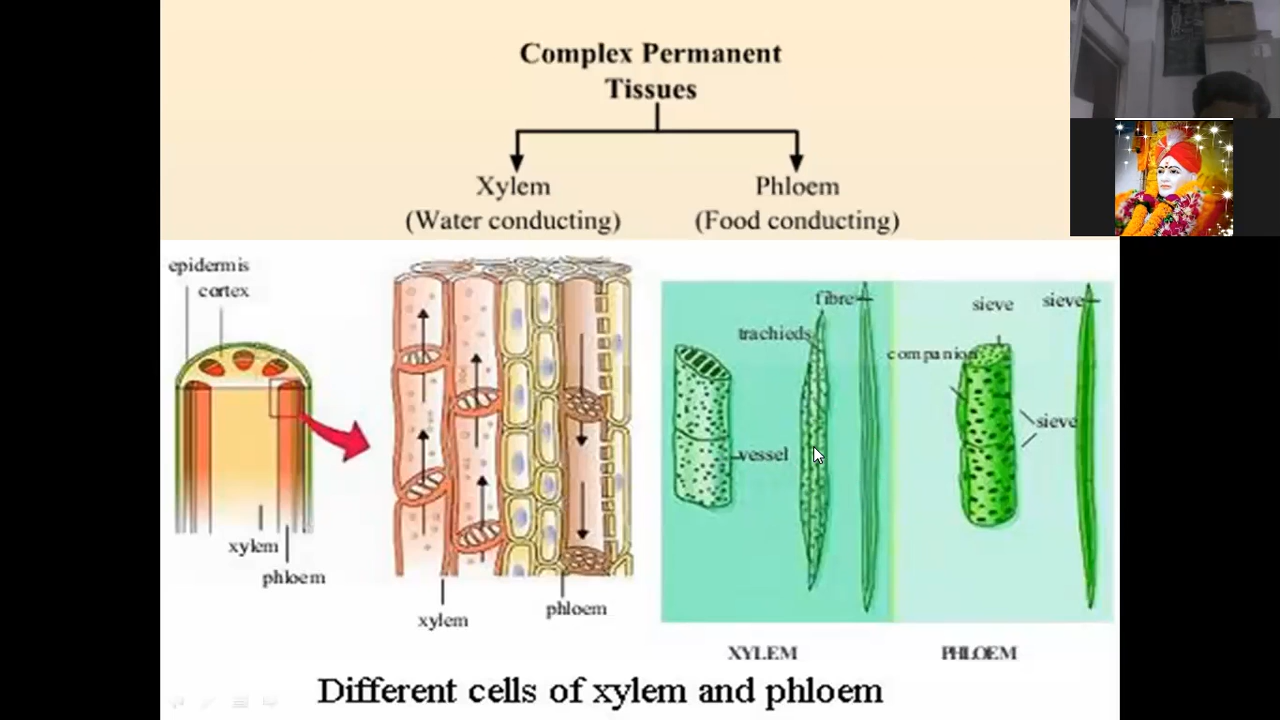 Complex Permanent
Tissues
Xylem
Phloem
(Water conducting)
(Food conducting)
epidermis
cortex
xylem
phloem
xylem
phloem
fibre
trachieds
vessel
sieve
sieve
companion
sieve
XYLEM
PHLOEM
Different cells of xylem and phloem